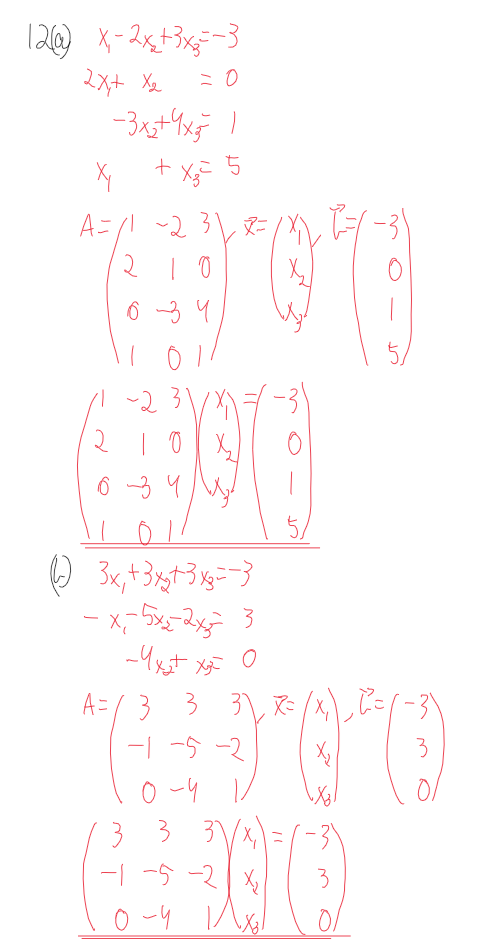 12(a) x₁-2x₂+3x₃=-3
2x₁+ x₂ = 0
-3x₂+4x₃= 1
x₁ + x₃= 5
A=(1 -2 3), x⃗=(x₁), b⃗=(-3)
2 1 0 x₂ 0
0 -3 4 x₃ 1
1 0 1 5
(1 -2 3)(x₁)=(-3)
2 1 0 x₂ 0
0 -3 4 x₃ 1
1 0 1 5
(b) 3x₁+3x₂+3x₃=-3
-x₁-5x₂-2x₃= 3
-4x₂+ x₃= 0
A=(3 3 3), x⃗=(x₁), b⃗=(-3)
-1 -5 -2 x₂ 3
0 -4 1 x₃ 0
(3 3 3)(x₁)=(-3)
-1 -5 -2 x₂ 3
0 -4 1 x₃ 0